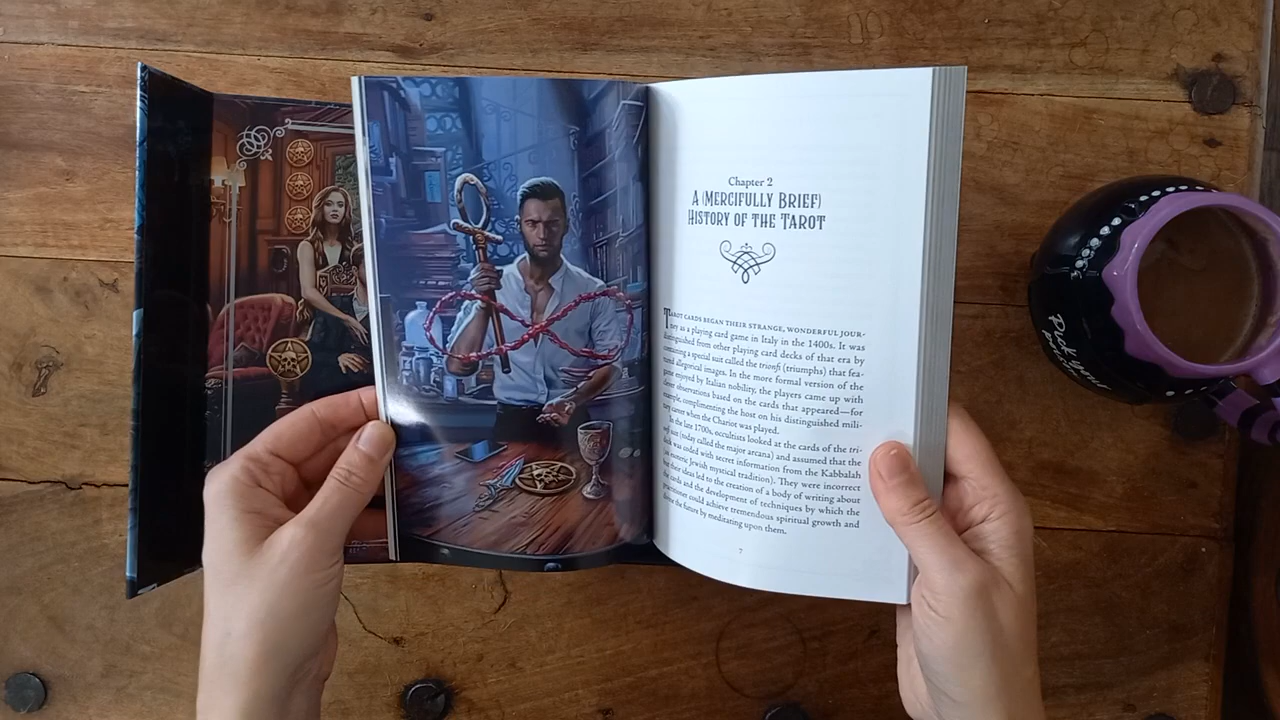 Chapter 2
A (Mercifully Brief)
History of the Tarot
Tarot cards began their strange, wonderful jour-
ney as a playing card game in Italy in the 1400s. It was
distinguished from other playing card decks of that era by
containing a special suit called the trionfi (triumphs) that fea-
tured allegorical images. In the more formal version of the
game enjoyed by Italian nobility, the players came up with
clever observations based on the cards that appeared—for
example, complimenting the host on his distinguished mili-
tary career when the Chariot was played.
In the late 1700s, occultists looked at the cards of the tri-
onfi suit (today called the major arcana) and assumed that the
deck was coded with secret information from the Kabbalah
(an esoteric Jewish mystical tradition). They were incorrect
but their ideas led to the creation of a body of writing about
the cards and the development of techniques by which the
practitioner could achieve tremendous spiritual growth and
divine the future by meditating upon them.
7
Pick your